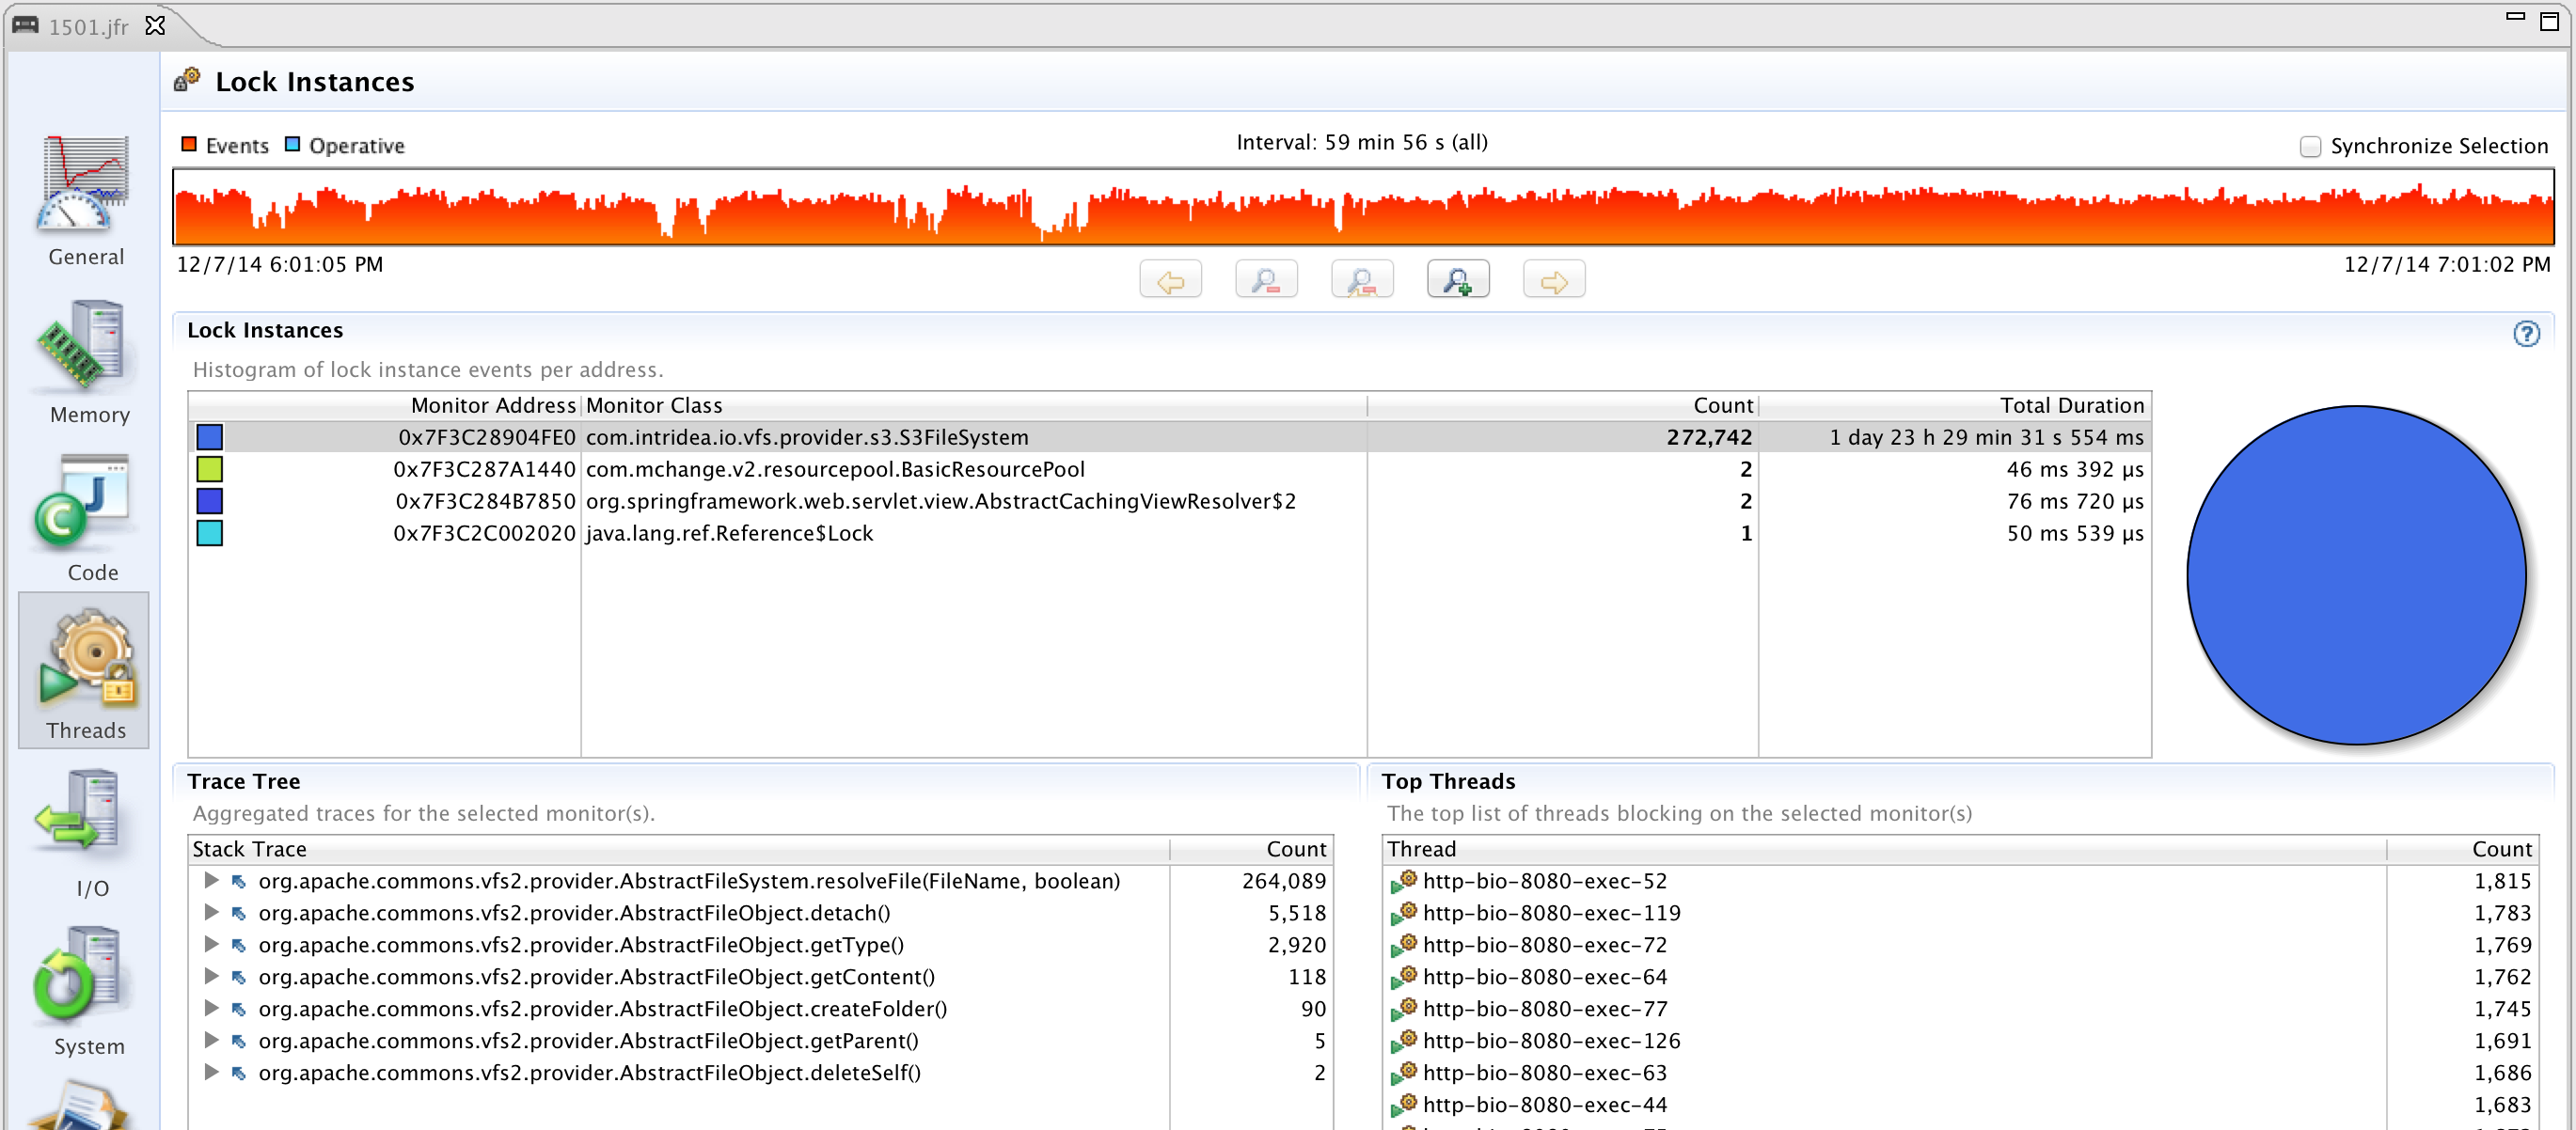 1501.jfr
Lock Instances
Events Operative
Interval: 59 min 56 s (all)
Synchronize Selection
12/7/14 6:01:05 PM
12/7/14 7:01:02 PM
General
Memory
Code
Threads
I/O
System
Lock Instances
Histogram of lock instance events per address.
Monitor Address Monitor Class Count Total Duration
0x7F3C28904FE0 com.intridea.io.vfs.provider.s3.S3FileSystem 272,742 1 day 23 h 29 min 31 s 554 ms
0x7F3C287A1440 com.mchange.v2.resourcepool.BasicResourcePool 2 46 ms 392 µs
0x7F3C284B7850 org.springframework.web.servlet.view.AbstractCachingViewResolver$2 2 76 ms 720 µs
0x7F3C2C002020 java.lang.ref.Reference$Lock 1 50 ms 539 µs
Trace Tree
Aggregated traces for the selected monitor(s).
Stack Trace Count
org.apache.commons.vfs2.provider.AbstractFileSystem.resolveFile(FileName, boolean) 264,089
org.apache.commons.vfs2.provider.AbstractFileObject.detach() 5,518
org.apache.commons.vfs2.provider.AbstractFileObject.getType() 2,920
org.apache.commons.vfs2.provider.AbstractFileObject.getContent() 118
org.apache.commons.vfs2.provider.AbstractFileObject.createFolder() 90
org.apache.commons.vfs2.provider.AbstractFileObject.getParent() 5
org.apache.commons.vfs2.provider.AbstractFileObject.deleteSelf() 2
Top Threads
The top list of threads blocking on the selected monitor(s)
Thread Count
http-bio-8080-exec-52 1,815
http-bio-8080-exec-119 1,783
http-bio-8080-exec-72 1,769
http-bio-8080-exec-64 1,762
http-bio-8080-exec-77 1,745
http-bio-8080-exec-126 1,691
http-bio-8080-exec-63 1,686
http-bio-8080-exec-44 1,683